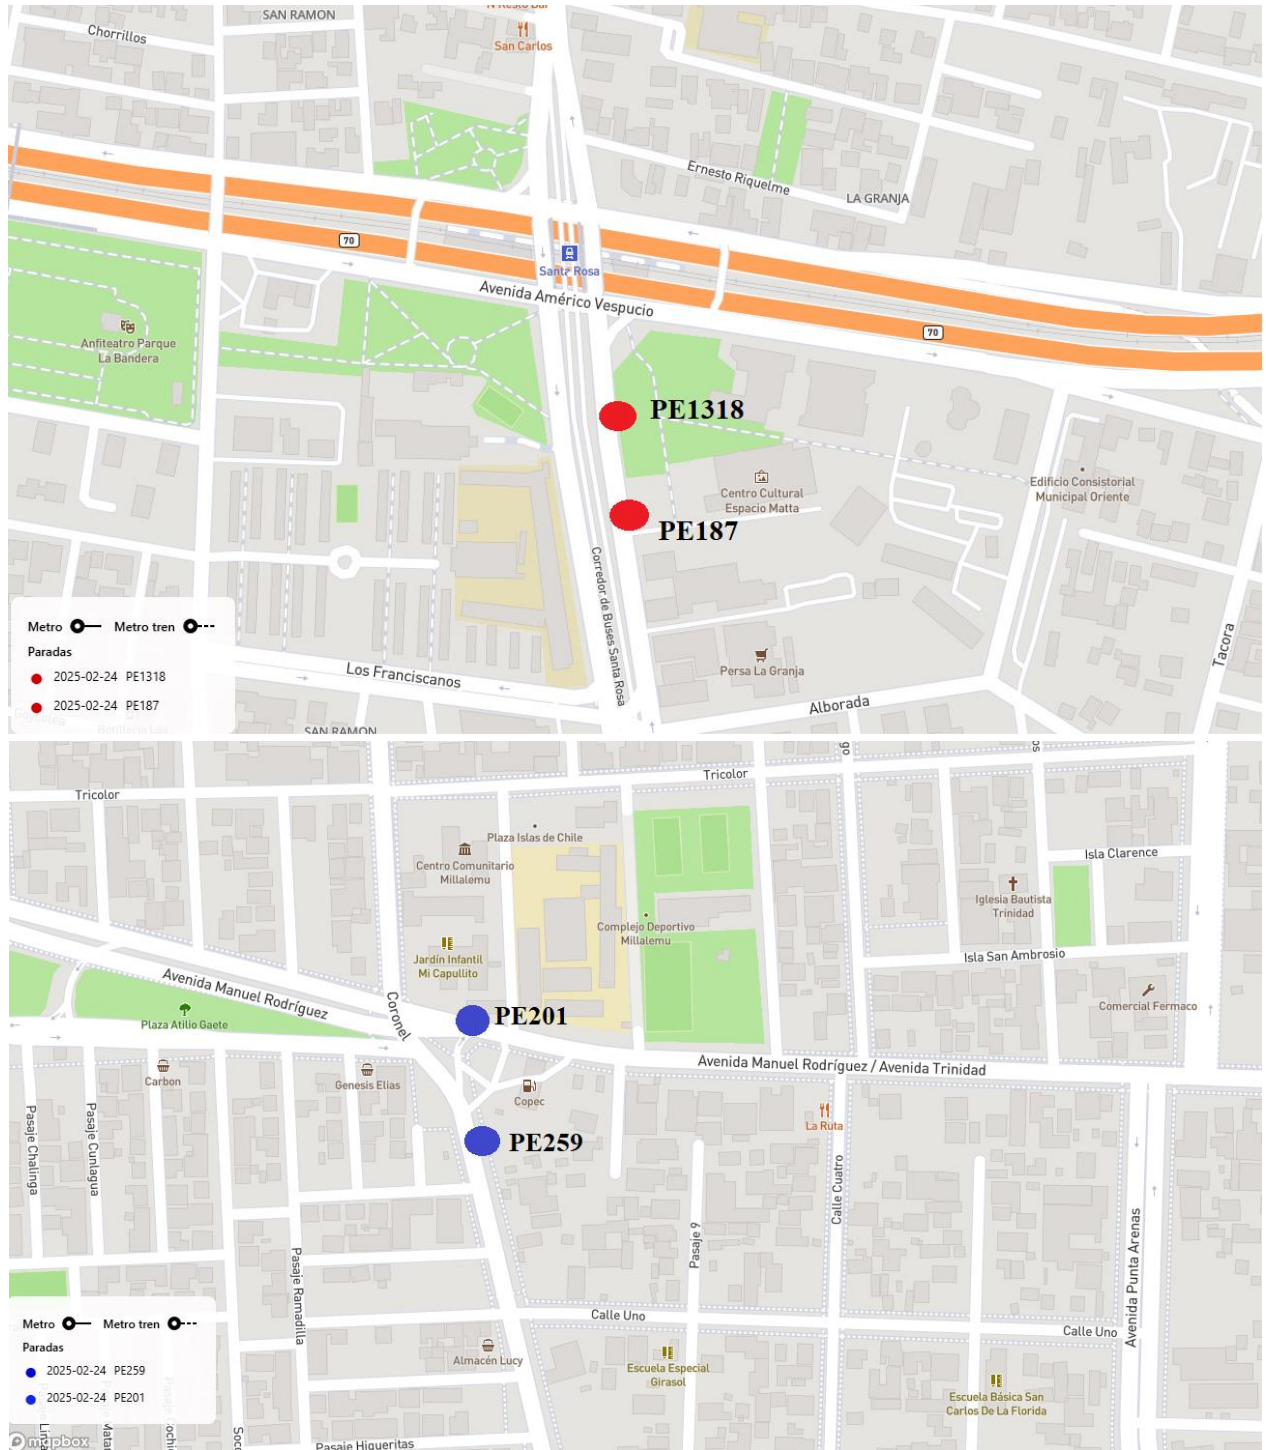 N Resto Bar
San Carlos
SAN RAMON
Chorrillos
Ernesto Riquelme
LA GRANJA
70
Santa Rosa
Avenida Américo Vespucio
70
Anfiteatro Parque
La Bandera
PE1318
Centro Cultural
Espacio Matta
Edificio Consistorial
Municipal Oriente
PE187
Corredor de Buses Santa Rosa
Metro
Metro tren
Paradas
2025-02-24 PE1318
2025-02-24 PE187
Los Franciscanos
Persa La Granja
Alborada
Tacora
SAN RAMON
Tricolor
Tricolor
Plaza Islas de Chile
Centro Comunitario
Millalemu
Isla Clarence
Iglesia Bautista
Trinidad
Complejo Deportivo
Millalemu
Jardín Infantil
Mi Capullito
Isla San Ambrosio
Avenida Manuel Rodríguez
Coronel
Comercial Fermaco
Plaza Atilio Gaete
PE201
Avenida Manuel Rodríguez / Avenida Trinidad
Carbon
Genesis Elias
Copec
La Ruta
PE259
Pasaje Chalinga
Pasaje Cunlagua
Calle Cuatro
Pasaje 9
Pasaje Ramadilla
Avenida Punta Arenas
Calle Uno
Calle Uno
Metro
Metro tren
Paradas
2025-02-24 PE259
2025-02-24 PE201
Almacén Lucy
Escuela Especial
Girasol
Escuela Básica San
Carlos De La Florida
Pasaje Higueritas
mapbox